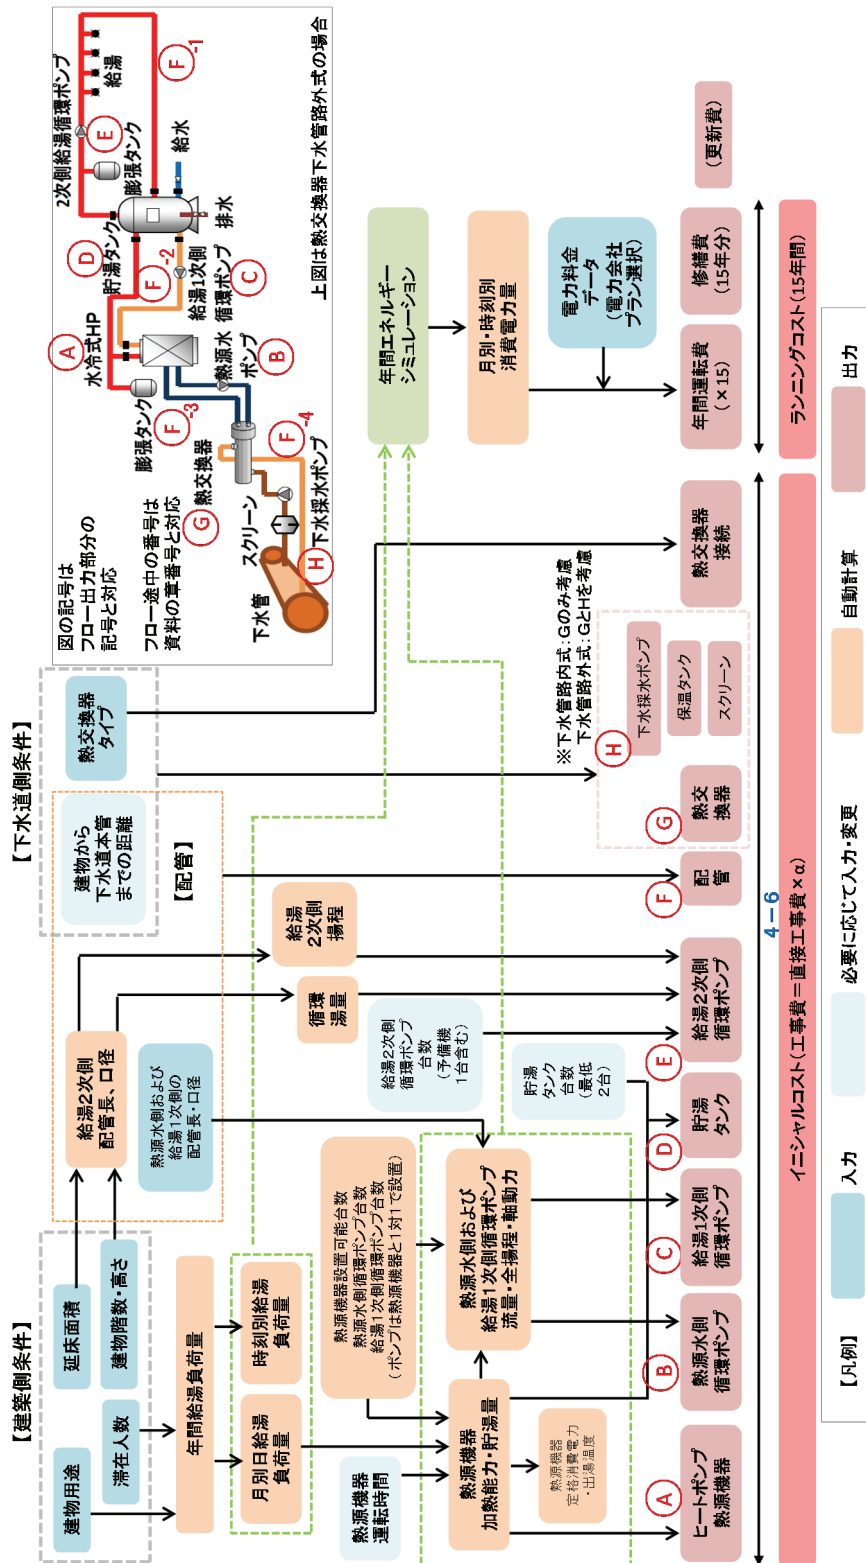 【建築側条件】
建物用途
延床面積
滞在人数
建物階数・高さ
年間給湯負荷量
月別日給湯
負荷量
時刻別給湯
負荷量
熱源機器
運転時間
熱源機器設置可能台数
熱源水側循環ポンプ台数
給湯1次側循環ポンプ台数
(ポンプは熱源機器と1対1で設置)
熱源機器
加熱能力・貯湯量
熱源機器
定格消費電力
・出湯温度
熱源水側および
給湯1次側循環ポンプ
流量・全揚程・軸動力
給湯2次側
配管長、口径
熱源水側および
給湯1次側の
配管長・口径
【配管】
循環
湯量
給湯
2次側
揚程
給湯2次側
循環ポンプ
台数
(予備機
1台含む)
貯湯
タンク
台数
(最低
2台)
【下水道側条件】
建物から
下水道本管
までの距離
熱交換器
タイプ
図の記号は
フロー出力部分の
記号と対応
フロー途中の番号は
資料の章番号と対応
下水管
スクリーン
H
下水採水ポンプ
G
熱交換器
F-4
膨張タンク
F-3
A
水冷式HP
B
熱源水
ポンプ
C
給湯1次側
循環ポンプ
F-2
D
貯湯タンク
排水
膨張タンク
E
2次側給湯循環ポンプ
給水
給湯
F-1
上図は熱交換器下水管路外式の場合
年間エネルギー
シミュレーション
月別・時刻別
消費電力量
電力料金
データ
(電力会社
プラン選択)
※下水管路内式:Gのみ考慮
下水管路外式:GとHを考慮
A
ヒートポンプ
熱源機器
B
熱源水側
循環ポンプ
C
給湯1次側
循環ポンプ
D
貯湯
タンク
E
給湯2次側
循環ポンプ
F
配
管
G
熱交
換器
H
下水採水ポンプ
保温タンク
スクリーン
熱交換器
接続
年間運転費
(×15)
修繕費
(15年分)
(更新費)
4-6
イニシャルコスト(工事費=直接工事費×α)
ランニングコスト(15年間)
【凡例】
入力
必要に応じて入力・変更
自動計算
出力